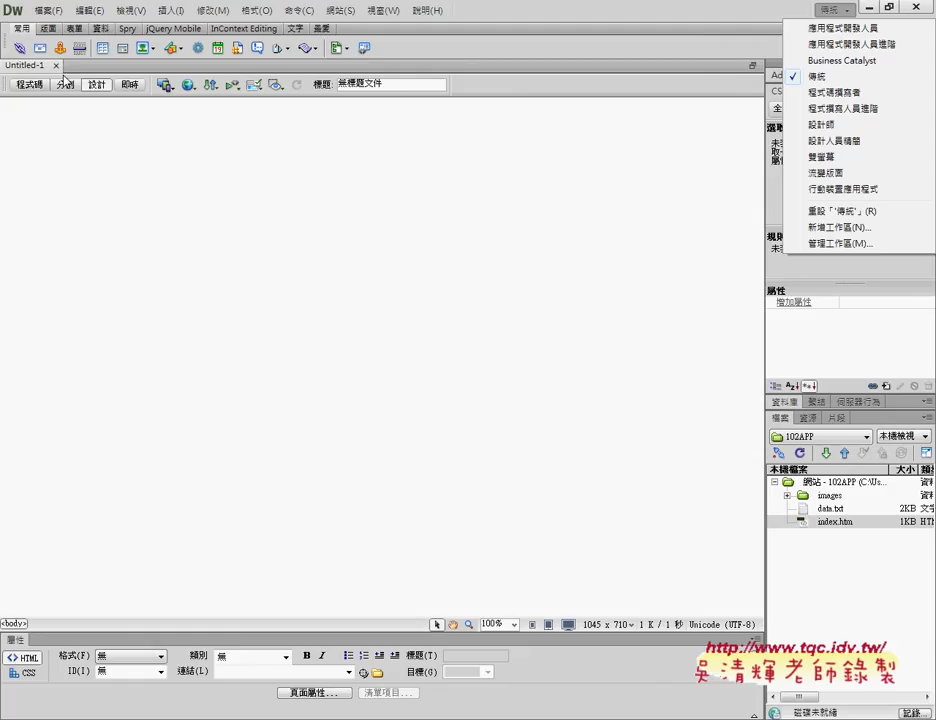 Dw 檔案(F) 編輯(E) 檢視(V) 插入(I) 修改(M) 格式(O) 命令(C) 網站(S) 視窗(W) 說明(H) 傳統
常用 版面 表單 資料 Spry jQuery Mobile InContext Editing 文字 最愛
Untitled-1
程式碼 分割 設計 即時 標題: 無標題文件
應用程式開發人員
應用程式開發人員進階
Business Catalyst
傳統
程式碼撰寫者
程式撰寫人員進階
設計師
設計人員精簡
雙螢幕
流變版面
行動裝置應用程式
重設「'傳統'」(R)
新增工作區(N)...
管理工作區(M)...
屬性
增加屬性
資料庫 繫結 伺服器行為
檔案 資源 片段
102APP 本機檢視
本機檔案 大小
網站 - 102APP (C:\Us...
images
data.txt 2KB
index.htm 1KB
<body> 100% 1045 x 710 1 K / 1 秒 Unicode (UTF-8)
屬性
HTML 格式(F) 無 類別 無 B I 標題(T)
CSS ID(I) 無 連結(L) 目標(G)
頁面屬性... 清單項目...
http://www.tqc.idv.tw/
吳清輝老師錄製
磁碟未就緒 記錄...